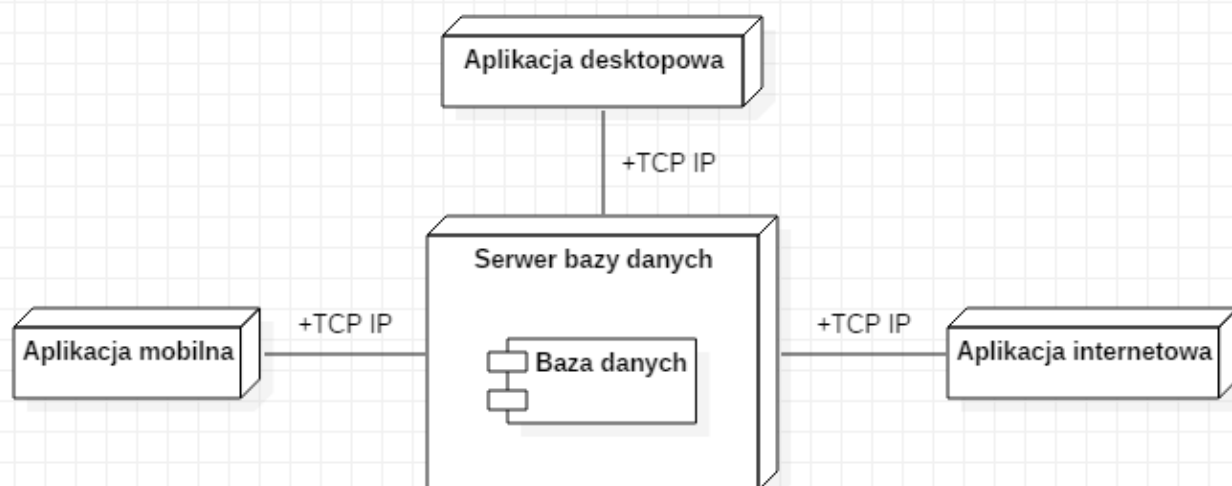 Aplikacja desktopowa
+TCP IP
Serwer bazy danych
+TCP IP
+TCP IP
Aplikacja mobilna
Baza danych
Aplikacja internetowa